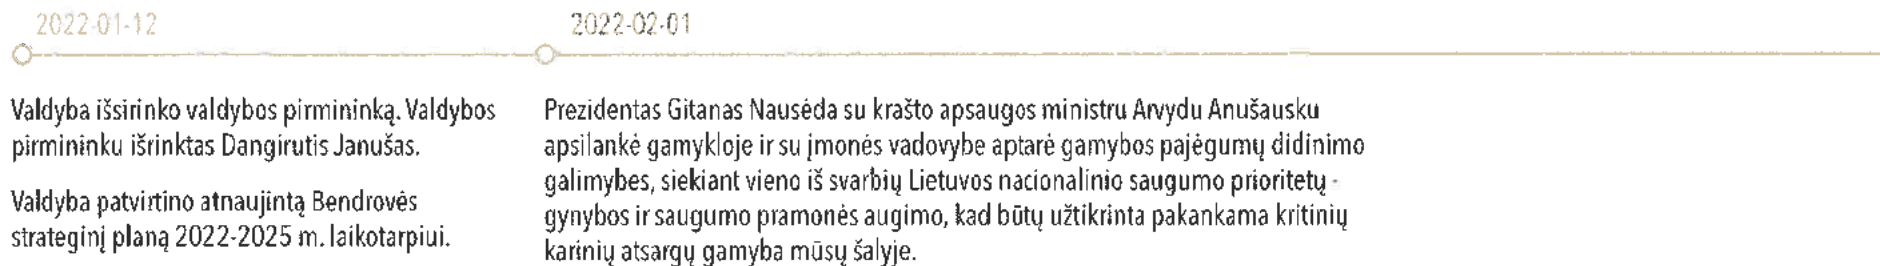 2022-01-12
Valdyba išsirinko valdybos pirmininką. Valdybos
pirmininku išrinktas Dangirutis Janušas.
Valdyba patvirtino atnaujintą Bendrovės
strateginį planą 2022-2025 m. laikotarpiui.
2022-02-01
Prezidentas Gitanas Nausėda su krašto apsaugos ministru Arvydu Anušausku
apsilankė gamykloje ir su įmonės vadovybe aptarė gamybos pajėgumų didinimo
galimybes, siekiant vieno iš svarbių Lietuvos nacionalinio saugumo prioritetų -
gynybos ir saugumo pramonės augimo, kad būtų užtikrinta pakankama kritinių
karinių atsargų gamyba mūsų šalyje.